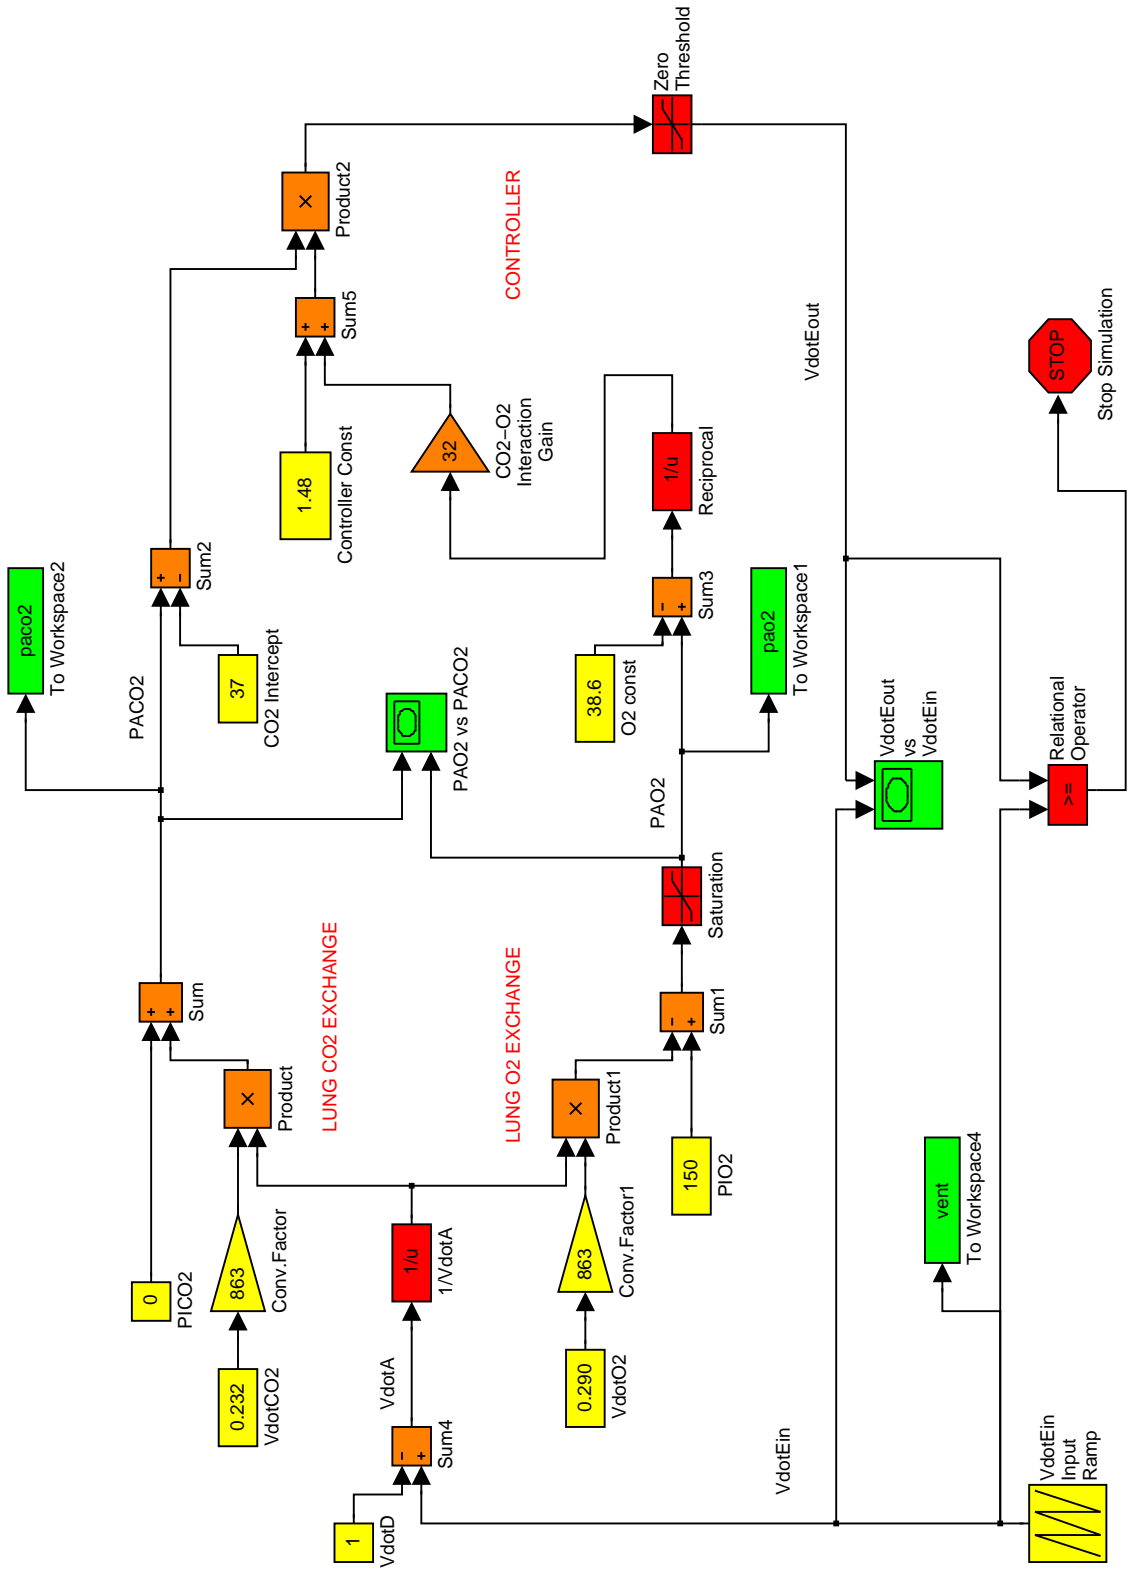 paco2
To Workspace2
PACO2
0
PICO2
+
+
Sum
+
−
Sum2
0.232
VdotCO2
863
Conv.Factor
×
Product
37
CO2 Intercept
×
Product2
1.48
Controller Const
+
+
Sum5
LUNG CO2 EXCHANGE
1
VdotD
VdotA
−
+
Sum4
1/u
1/VdotA
PAO2 vs PACO2
32
CO2−O2
Interaction
Gain
LUNG O2 EXCHANGE
CONTROLLER
0.290
VdotO2
863
Conv.Factor1
×
Product1
38.6
O2 const
150
PIO2
−
+
Sum1
Saturation
PAO2
−
+
Sum3
1/u
Reciprocal
Zero
Threshold
pao2
To Workspace1
VdotEin
VdotEout
vent
To Workspace4
VdotEout
vs
VdotEin
VdotEin
Input
Ramp
>=
Relational
Operator
STOP
Stop Simulation